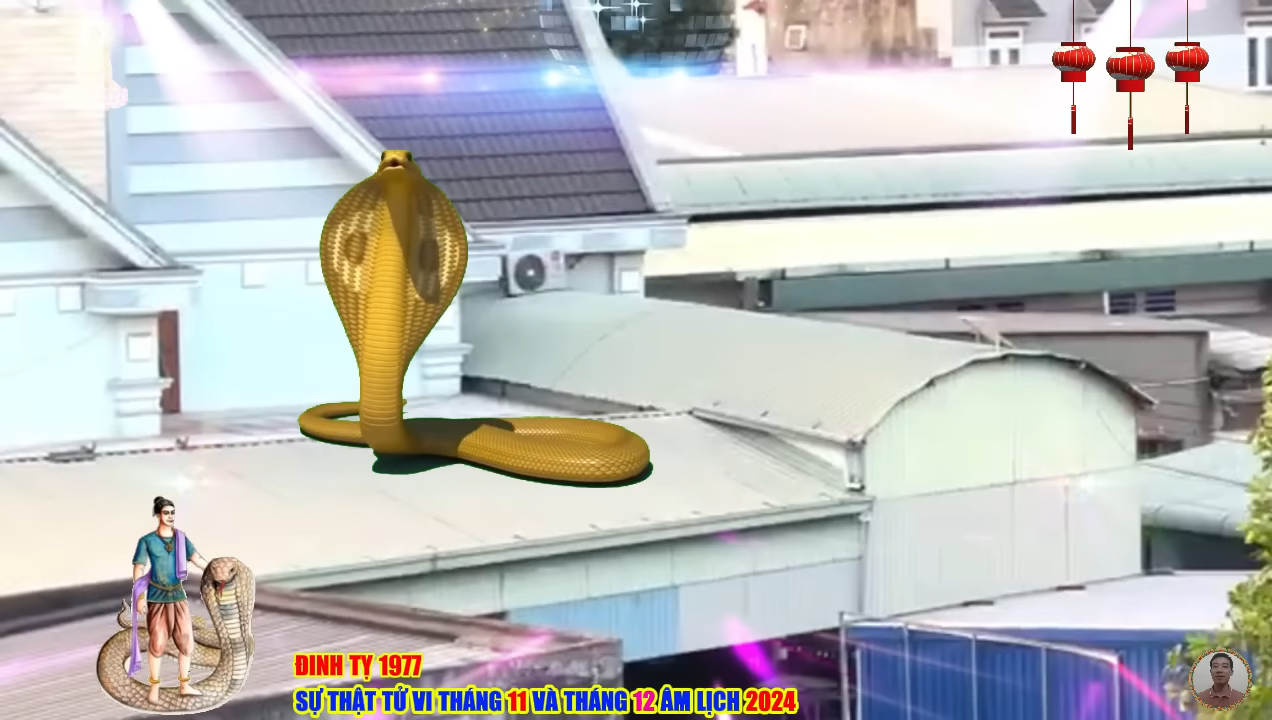 ĐINH TỴ 1977
SỰ THẬT TỬ VI THÁNG 11 VÀ THÁNG 12 ÂM LỊCH 2024